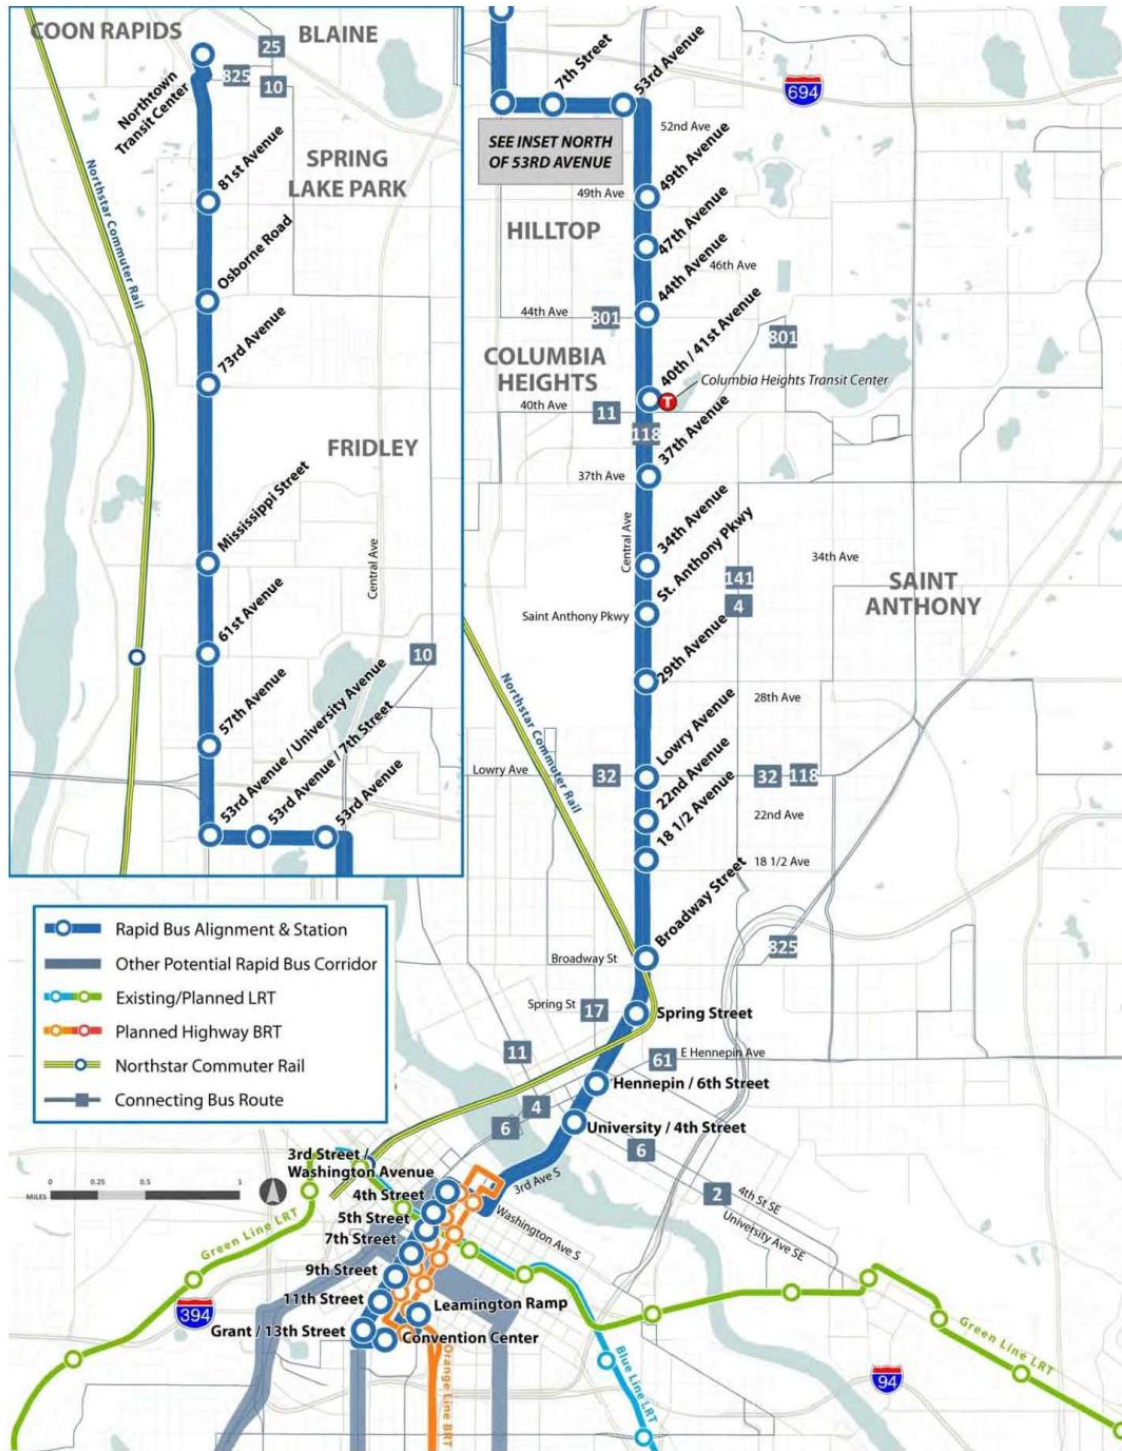 COON RAPIDS
BLAINE
25
825
10
Northtown
Transit Center
81st Avenue
SPRING
LAKE PARK
Northstar Commuter Rail
Osborne Road
73rd Avenue
FRIDLEY
Mississippi Street
Central Ave
61st Avenue
10
57th Avenue
53rd Avenue / University Avenue
53rd Avenue / 7th Street
53rd Avenue
7th Street
53rd Avenue
694
52nd Ave
SEE INSET NORTH
OF 53RD AVENUE
49th Ave
49th Avenue
HILLTOP
47th Avenue
46th Ave
44th Avenue
44th Ave
801
801
COLUMBIA
HEIGHTS
40th / 41st Avenue
Columbia Heights Transit Center
T
40th Ave
11
118
37th Avenue
37th Ave
34th Avenue
Central Ave
34th Ave
St. Anthony Pkwy
141
4
SAINT
ANTHONY
Saint Anthony Pkwy
29th Avenue
28th Ave
Northstar Commuter Rail
Lowry Avenue
Lowry Ave
32
32
118
22nd Avenue
22nd Ave
18 1/2 Avenue
18 1/2 Ave
Broadway Street
825
Broadway St
Spring St
17
Spring Street
11
61
E Hennepin Ave
Hennepin / 6th Street
4
6
University / 4th Street
6
2
4th St SE
University Ave SE
3rd Ave S
Washington Ave S
Rapid Bus Alignment & Station
Other Potential Rapid Bus Corridor
Existing/Planned LRT
Planned Highway BRT
Northstar Commuter Rail
Connecting Bus Route
0 0.25 0.5 1
MILES
3rd Street /
Washington Avenue
4th Street
5th Street
7th Street
9th Street
11th Street
Grant / 13th Street
Leamington Ramp
Convention Center
Green Line LRT
394
Orange Line BRT
Blue Line LRT
Green Line LRT
94